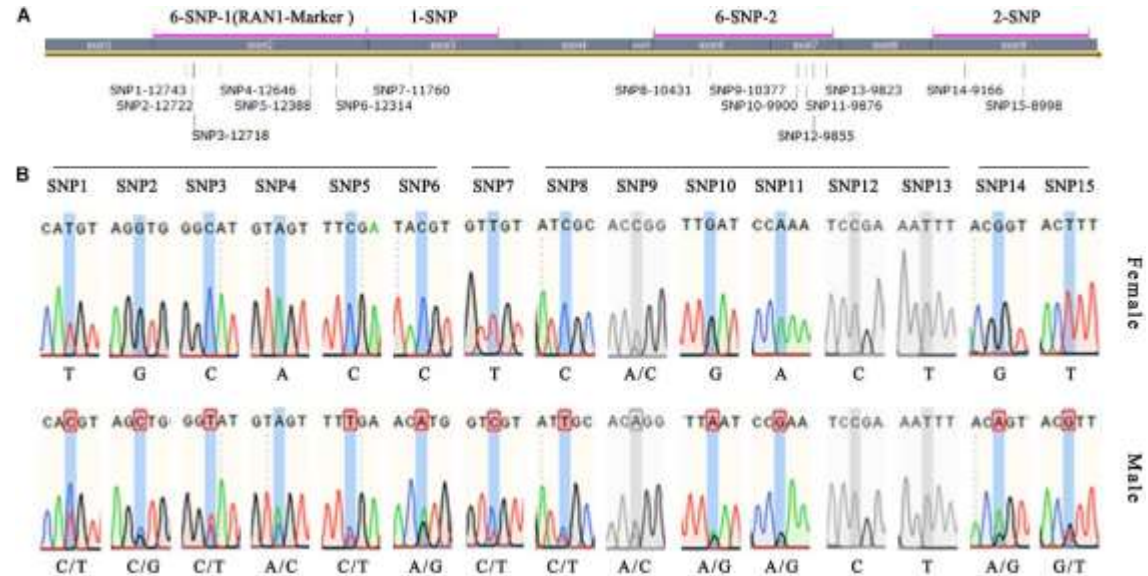 A
6-SNP-1(RAN1-Marker )
1-SNP
6-SNP-2
2-SNP
SNP1-12743
SNP4-12646
SNP7-11760
SNP8-10431
SNP9-10377
SNP13-9823
SNP14-9166
SNP2-12722
SNP5-12388
SNP6-12314
SNP10-9900
SNP11-9876
SNP15-8998
SNP3-12718
SNP12-9855
B
SNP1 SNP2 SNP3 SNP4 SNP5 SNP6 SNP7 SNP8 SNP9 SNP10 SNP11 SNP12 SNP13 SNP14 SNP15
CATGT AGGTG GGCAT GTAGT TTCGA TACGT GTTGT ATCGC ACCGG TTGAT CCAAA TCCGA AATTT ACGGT ACTTT
Female
T G C A C C T C A/C G A C T G T
CACGT AGCTG GGTAT GTAGT TTTGA ACATG GTCGT ATTGC ACAGG TTAAT CCGAA TCCGA AATTT ACAGT ACGTT
Male
C/T C/G C/T A/C C/T A/G C/T C/T A/C A/G A/G C T A/G G/T